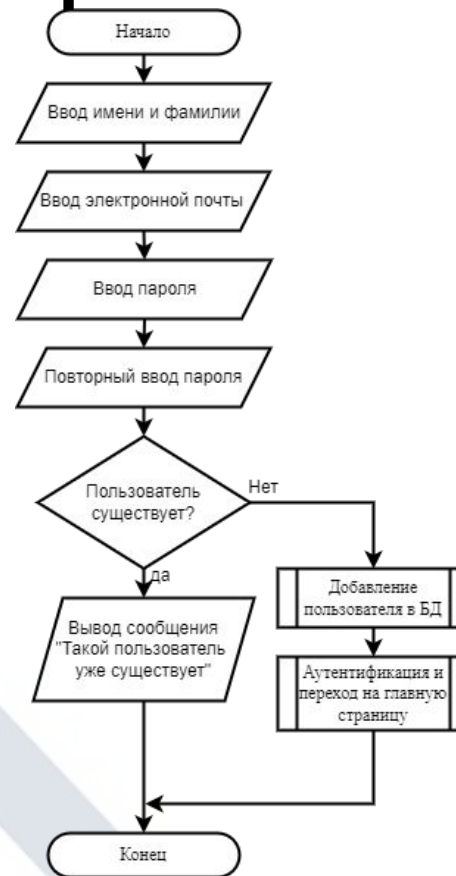 Начало
Ввод имени и фамилии
Ввод электронной почты
Ввод пароля
Повторный ввод пароля
Пользователь
существует?
Нет
да
Вывод сообщения
"Такой пользователь
уже существует"
Добавление
пользователя в БД
Аутентификация и
переход на главную
страницу
Конец